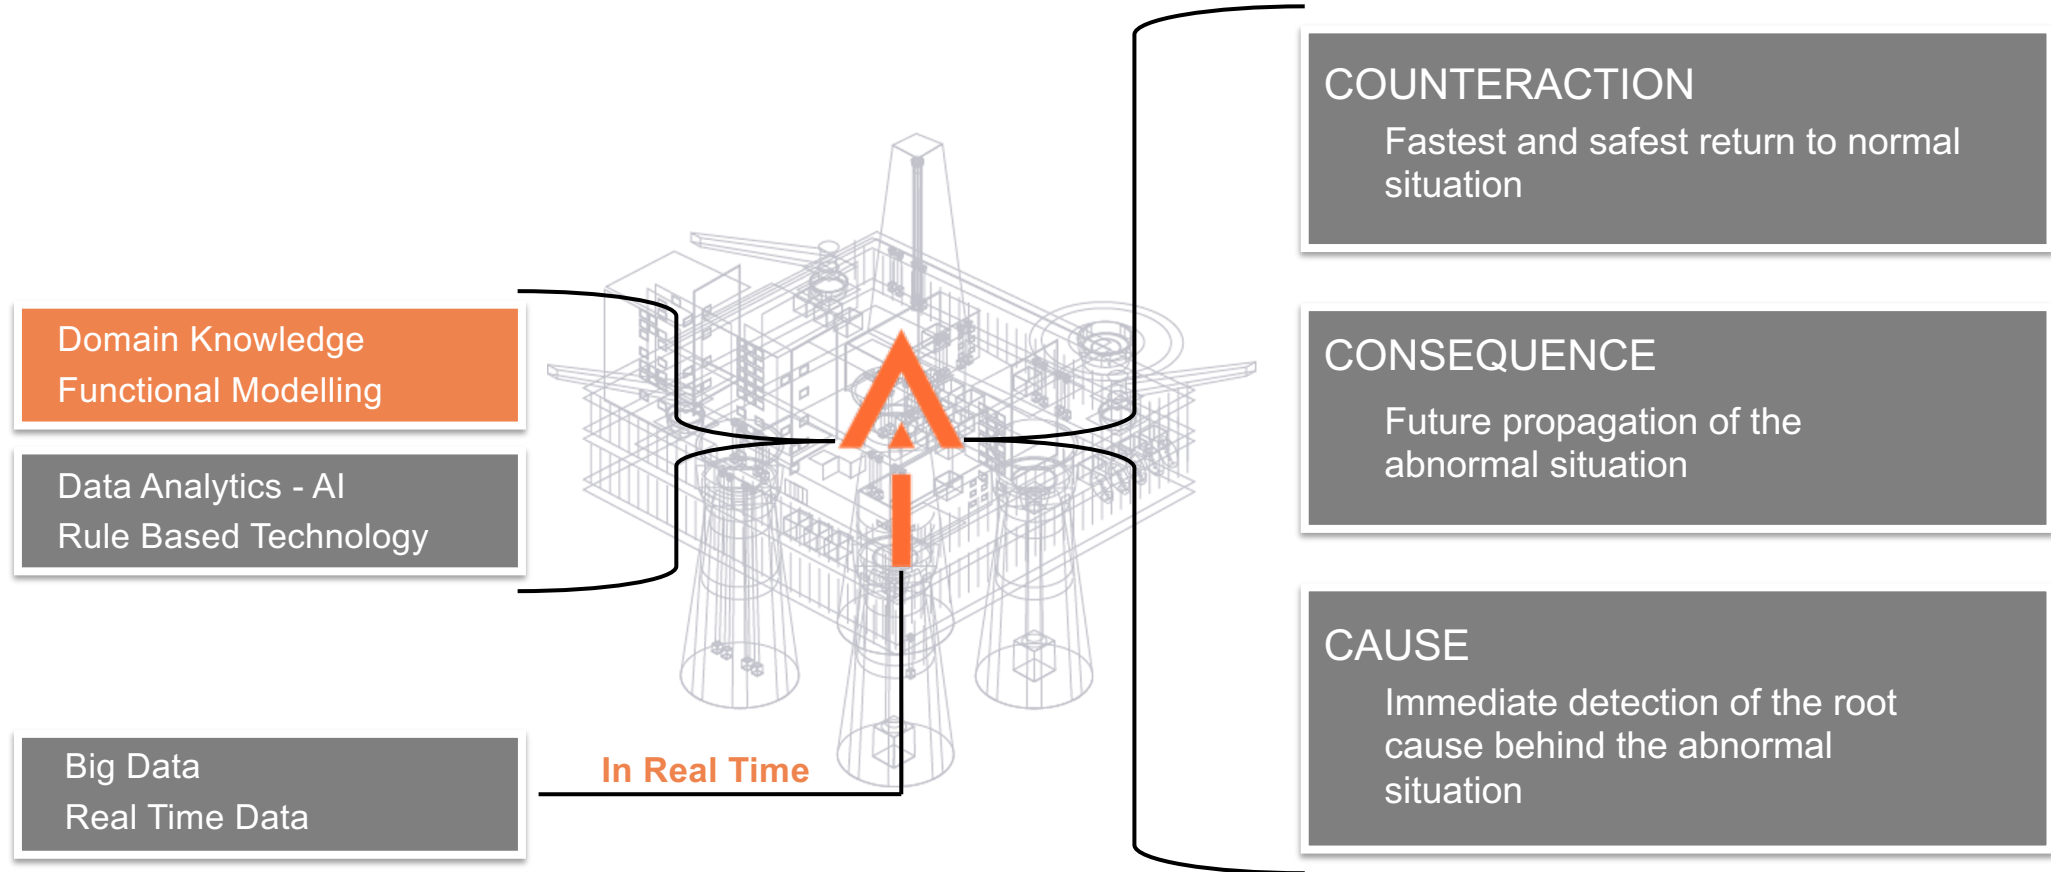 Domain Knowledge
Functional Modelling
Data Analytics - AI
Rule Based Technology
Big Data
Real Time Data
In Real Time
COUNTERACTION
Fastest and safest return to normal
situation
CONSEQUENCE
Future propagation of the
abnormal situation
CAUSE
Immediate detection of the root
cause behind the abnormal
situation